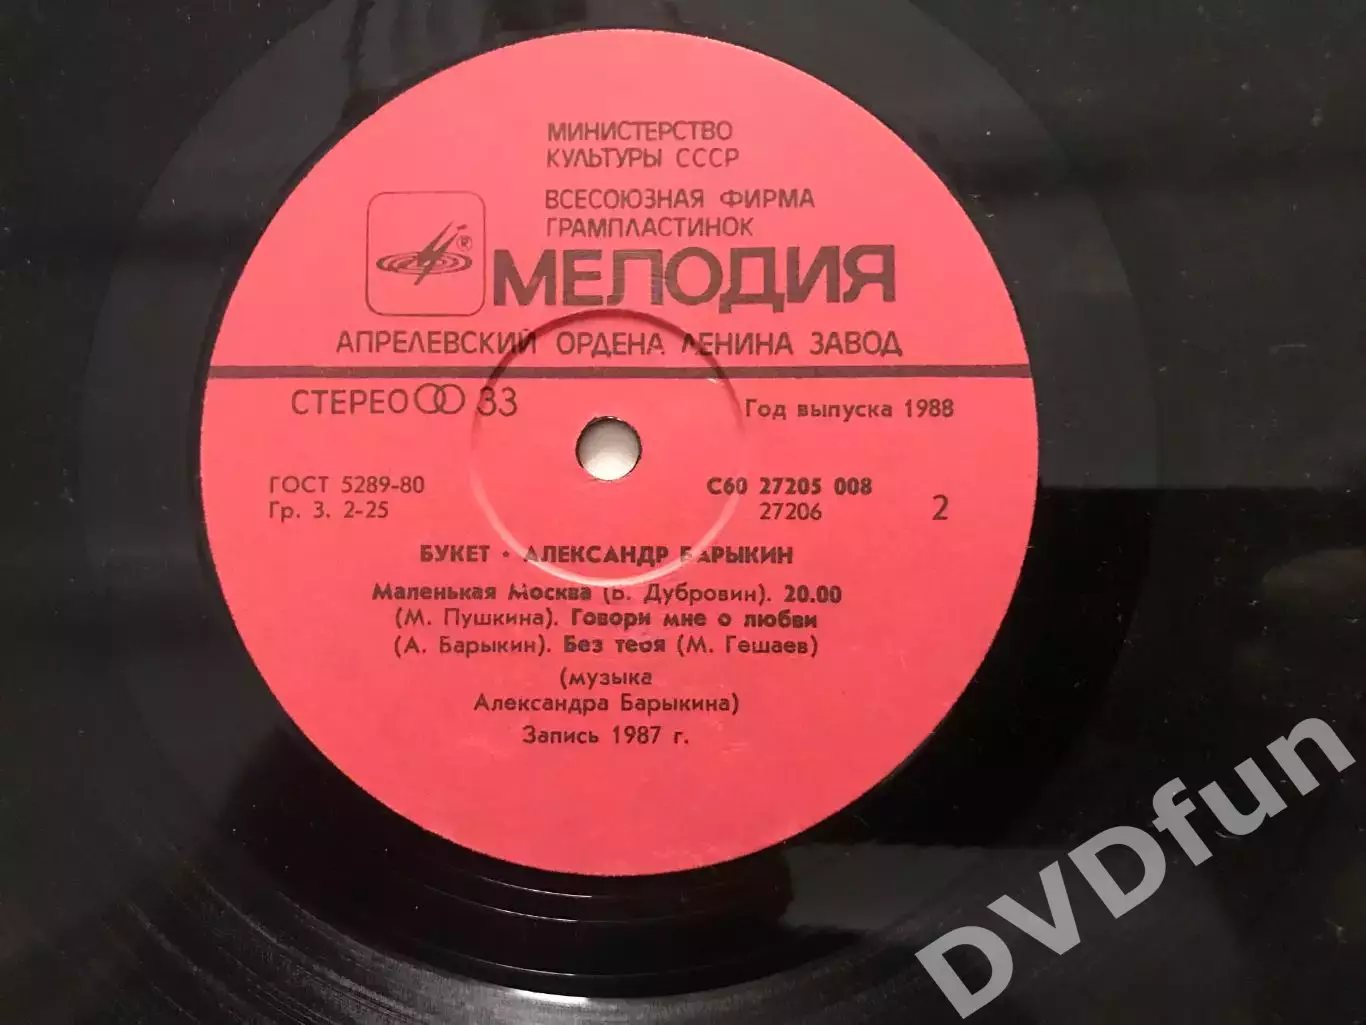 МИНИСТЕРСТВО
КУЛЬТУРЫ СССР
ВСЕСОЮЗНАЯ ФИРМА
ГРАМПЛАСТИНОК
®
МЕЛОДИЯ
АПРЕЛЕВСКИЙ ОРДЕНА ЛЕНИНА ЗАВОД
СТЕРЕО 33
Год выпуска 1988
ГОСТ 5289-80
Гр. 3. 2-25
С60 27205 008
27206
2
БУКЕТ • АЛЕКСАНДР БАРЫКИН
Маленькая Москва (В. Дубровин). 20.00
(М. Пушкина). Говори мне о любви
(А. Барыкин). Без тебя (М. Гешаев)
(музыка
Александра Барыкина)
Запись 1987 г.
DVDfun